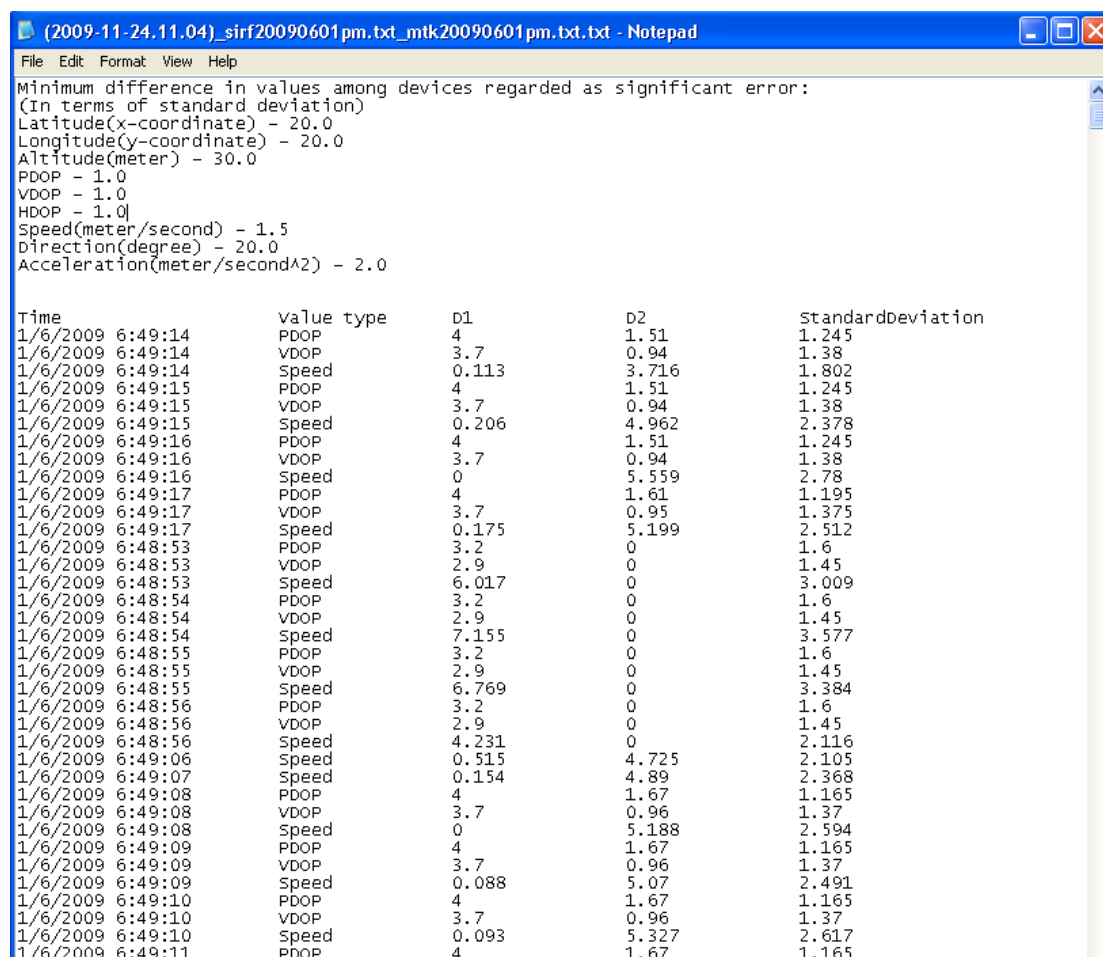 (2009-11-24.11.04)_sirf20090601pm.txt_mtk20090601pm.txt.txt - Notepad
File Edit Format View Help
Minimum difference in values among devices regarded as significant error:
(In terms of standard deviation)
Latitude(x-coordinate) - 20.0
Longitude(y-coordinate) - 20.0
Altitude(meter) - 30.0
PDOP - 1.0
VDOP - 1.0
HDOP - 1.0
Speed(meter/second) - 1.5
Direction(degree) - 20.0
Acceleration(meter/second^2) - 2.0
Time Value type D1 D2 StandardDeviation
1/6/2009 6:49:14 PDOP 4 1.51 1.245
1/6/2009 6:49:14 VDOP 3.7 0.94 1.38
1/6/2009 6:49:14 Speed 0.113 3.716 1.802
1/6/2009 6:49:15 PDOP 4 1.51 1.245
1/6/2009 6:49:15 VDOP 3.7 0.94 1.38
1/6/2009 6:49:15 Speed 0.206 4.962 2.378
1/6/2009 6:49:16 PDOP 4 1.51 1.245
1/6/2009 6:49:16 VDOP 3.7 0.94 1.38
1/6/2009 6:49:16 Speed 0 5.559 2.78
1/6/2009 6:49:17 PDOP 4 1.61 1.195
1/6/2009 6:49:17 VDOP 3.7 0.95 1.375
1/6/2009 6:49:17 Speed 0.175 5.199 2.512
1/6/2009 6:48:53 PDOP 3.2 0 1.6
1/6/2009 6:48:53 VDOP 2.9 0 1.45
1/6/2009 6:48:53 Speed 6.017 0 3.009
1/6/2009 6:48:54 PDOP 3.2 0 1.6
1/6/2009 6:48:54 VDOP 2.9 0 1.45
1/6/2009 6:48:54 Speed 7.155 0 3.577
1/6/2009 6:48:55 PDOP 3.2 0 1.6
1/6/2009 6:48:55 VDOP 2.9 0 1.45
1/6/2009 6:48:55 Speed 6.769 0 3.384
1/6/2009 6:48:56 PDOP 3.2 0 1.6
1/6/2009 6:48:56 VDOP 2.9 0 1.45
1/6/2009 6:48:56 Speed 4.231 0 2.116
1/6/2009 6:49:06 Speed 0.515 4.725 2.105
1/6/2009 6:49:07 Speed 0.154 4.89 2.368
1/6/2009 6:49:08 PDOP 4 1.67 1.165
1/6/2009 6:49:08 VDOP 3.7 0.96 1.37
1/6/2009 6:49:08 Speed 0 5.188 2.594
1/6/2009 6:49:09 PDOP 4 1.67 1.165
1/6/2009 6:49:09 VDOP 3.7 0.96 1.37
1/6/2009 6:49:09 Speed 0.088 5.07 2.491
1/6/2009 6:49:10 PDOP 4 1.67 1.165
1/6/2009 6:49:10 VDOP 3.7 0.96 1.37
1/6/2009 6:49:10 Speed 0.093 5.327 2.617
1/6/2009 6:49:11 PDOP 4 1.67 1.165